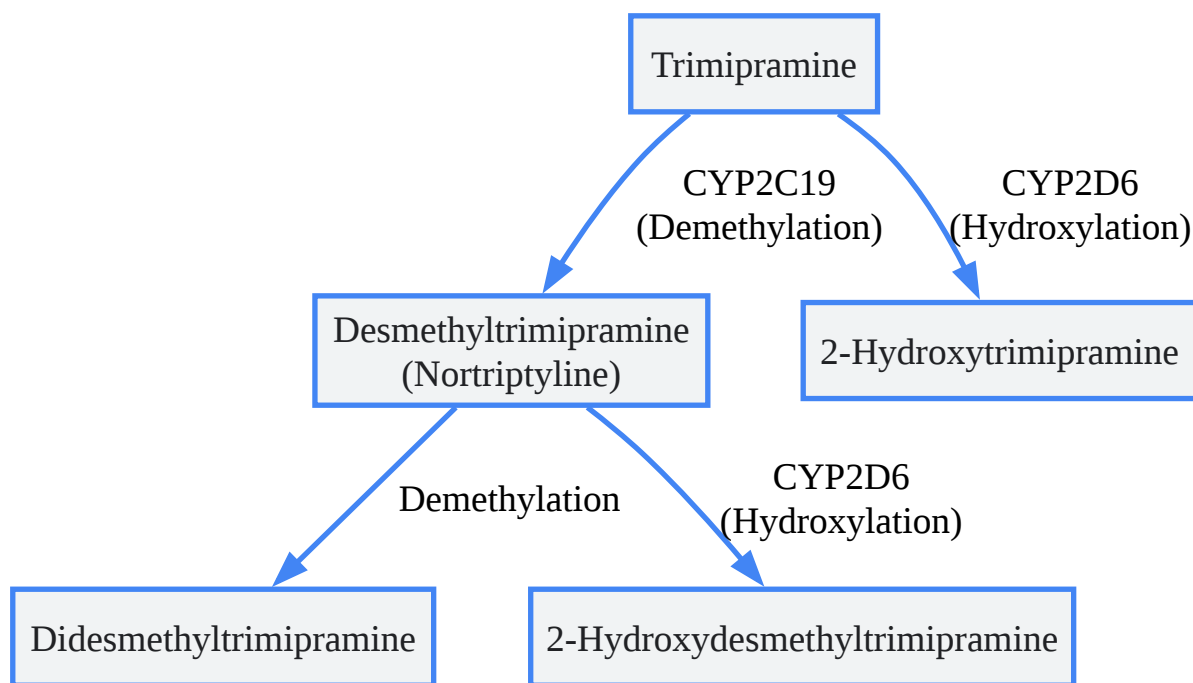 Trimipramine
CYP2C19
(Demethylation)
CYP2D6
(Hydroxylation)
Desmethyltrimipramine
(Nortriptyline)
2-Hydroxytrimipramine
Demethylation
CYP2D6
(Hydroxylation)
Didesmethyltrimipramine
2-Hydroxydesmethyltrimipramine